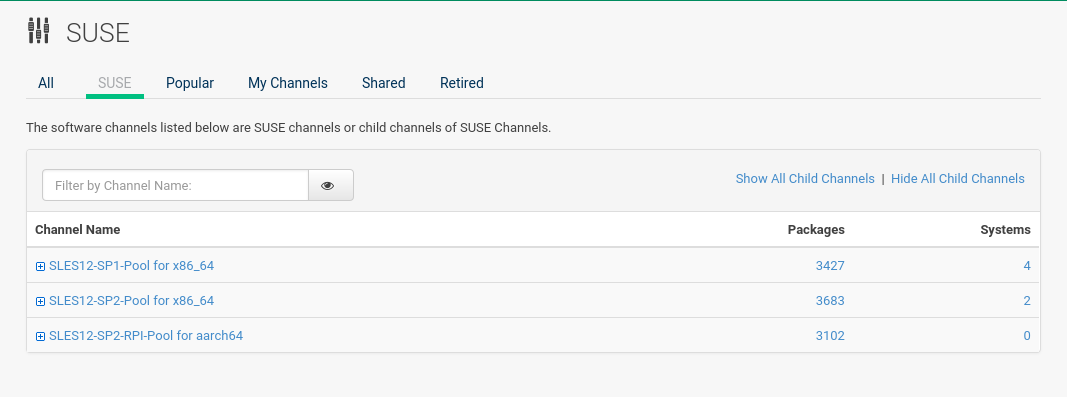 SUSE
All SUSE Popular My Channels Shared Retired
The software channels listed below are SUSE channels or child channels of SUSE Channels.
Filter by Channel Name: Show All Child Channels | Hide All Child Channels
Channel Name Packages Systems
SLES12-SP1-Pool for x86_64 3427 4
SLES12-SP2-Pool for x86_64 3683 2
SLES12-SP2-RPI-Pool for aarch64 3102 0